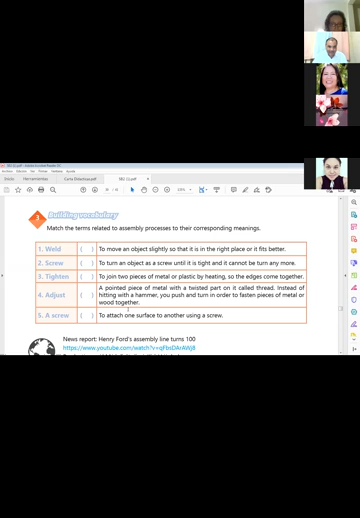 Inicio
Herramientas
Carta Didactica.pdf
3 Building vocabulary
Match the terms related to assembly processes to their corresponding meanings.
1. Weld ( ) To move an object slightly so that it is in the right place or it fits better.
2. Screw ( ) To turn an object as a screw until it is tight and it cannot be turn any more.
3. Tighten ( ) To join two pieces of metal or plastic by heating, so the edges come together.
4. Adjust ( ) A pointed piece of metal with a twisted part on it called thread. Instead of
hitting with a hammer, you push and turn in order to fasten pieces of metal or
wood together.
5. A screw ( ) To attach one surface to another using a screw.
News report: Henry Ford's assembly line turns 100